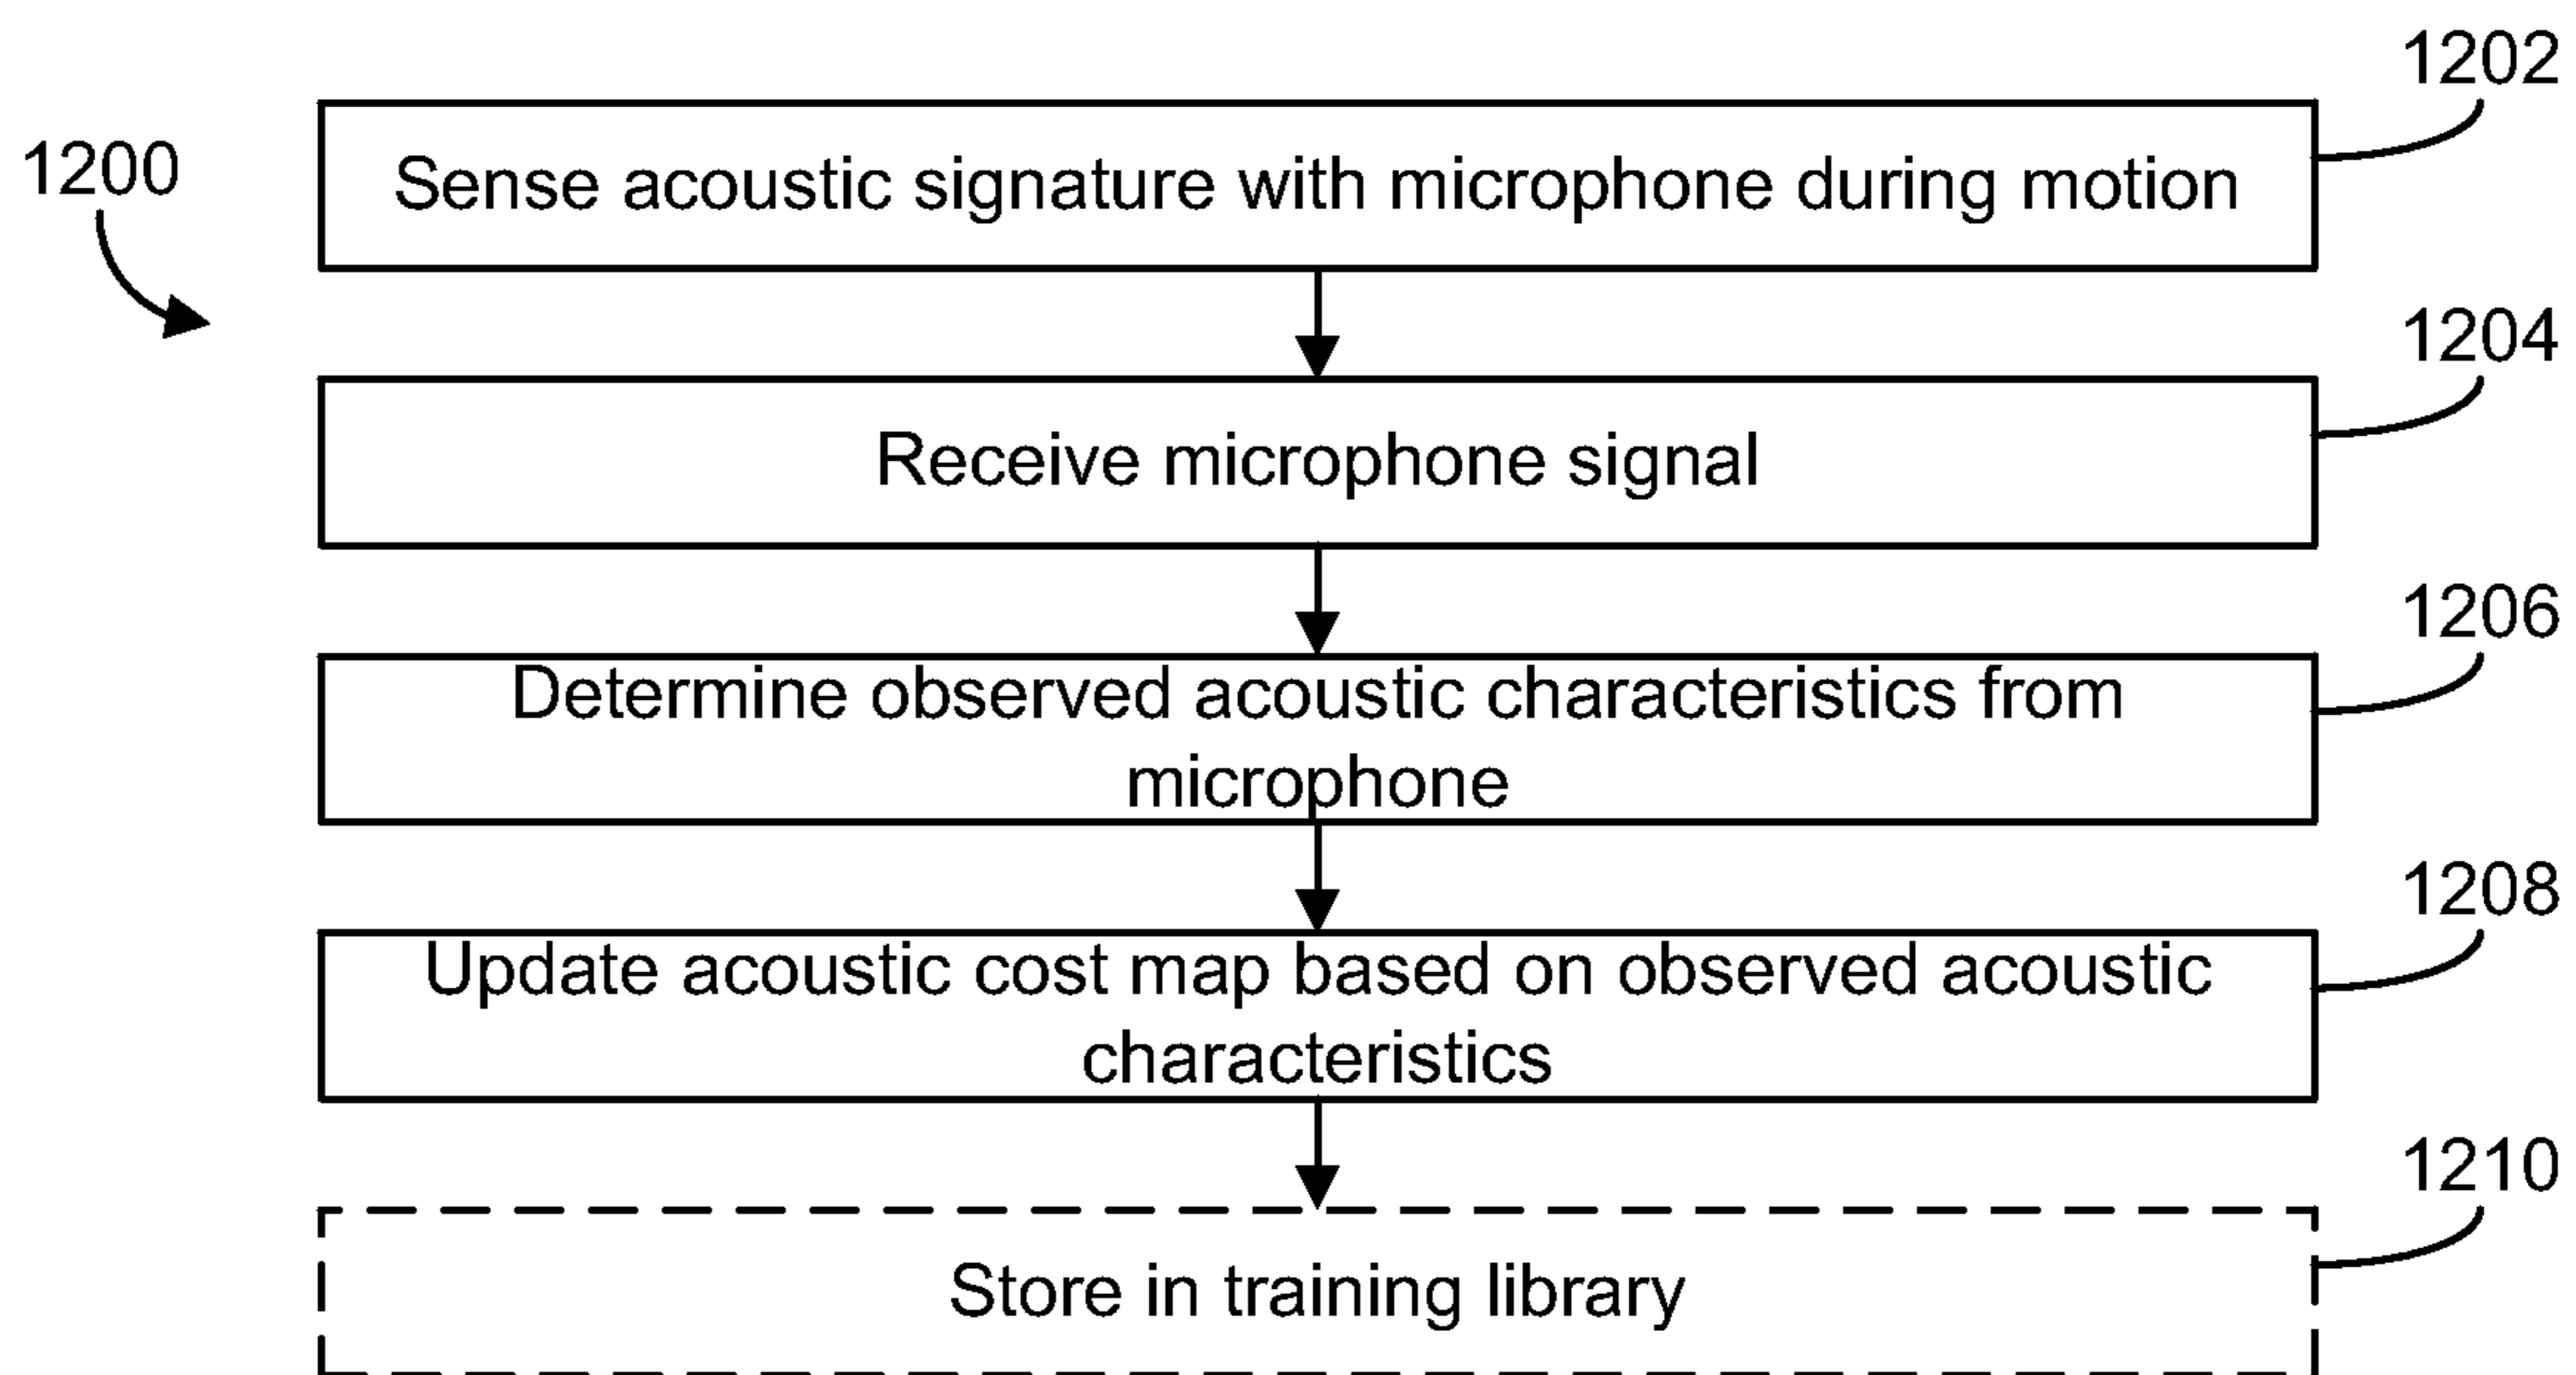 1202
1200
Sense acoustic signature with microphone during motion
1204
Receive microphone signal
1206
Determine observed acoustic characteristics from
microphone
1208
Update acoustic cost map based on observed acoustic
characteristics
1210
Store in training library